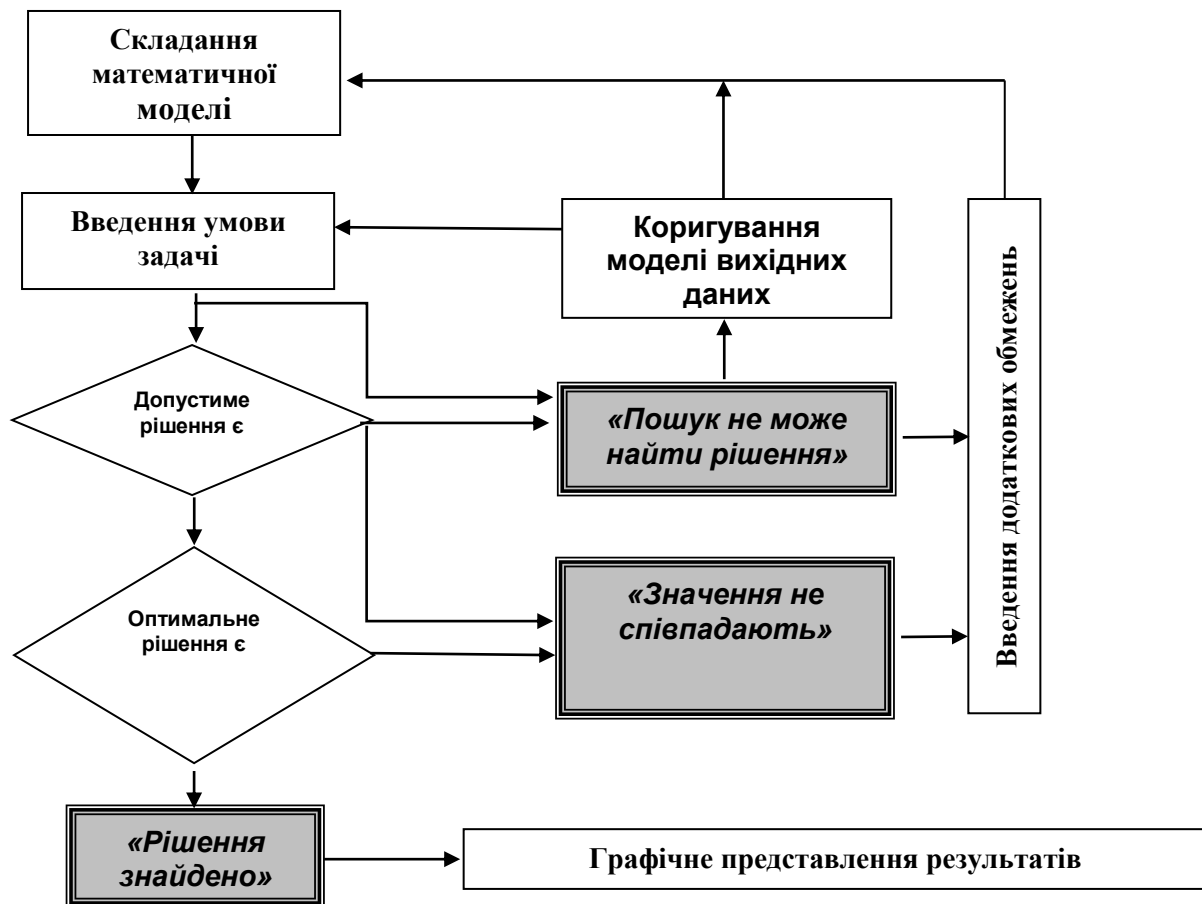 Складання
математичної
моделі
Введення умови
задачі
Коригування
моделі вихідних
даних
Допустиме
рішення є
«Пошук не може
найти рішення»
Введення додаткових обмежень
Оптимальне
рішення є
«Значення не
співпадають»
«Рішення
знайдено»
Графічне представлення результатів